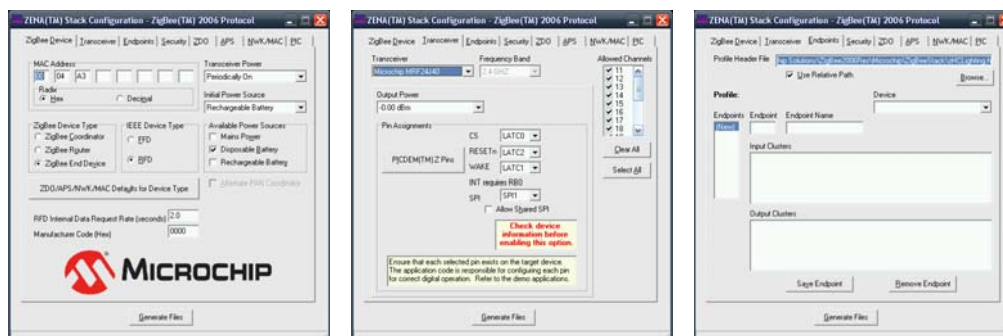 ZENA(TM) Stack Configuration - ZigBee(TM) 2006 Protocol
ZigBee Device | Transceiver | Endpoints | Security | ZDO | APS | NWK/MAC | PIC
MAC Address
00 04 A3
Radix
Hex Decimal
Transceiver Power
Periodically On
Initial Power Source
Rechargeable Battery
ZigBee Device Type
ZigBee Coordinator
ZigBee Router
ZigBee End Device
IEEE Device Type
FFD
RFD
Available Power Sources
Mains Power
Disposable Battery
Rechargeable Battery
ZDO/APS/NWK/MAC Defaults for Device Type
Alternate PAN Coordinator
RFD Internal Data Request Rate (seconds) 2.0
Manufacturer Code (Hex) 0000
MICROCHIP
Generate Files
ZENA(TM) Stack Configuration - ZigBee(TM) 2006 Protocol
ZigBee Device | Transceiver | Endpoints | Security | ZDO | APS | NWK/MAC | PIC
Transceiver
Microchip MRF24J40
Frequency Band
2.4 GHZ
Allowed Channels
11
12
13
14
15
16
17
18
Output Power
-0.00 dBm
Pin Assignments
PICDEM(TM) Z Pins
CS LATC0
RESETn LATC2
WAKE LATC1
INT requires RB0
SPI SPI1
Allow Shared SPI
Clear All
Select All
Check device
information before
enabling this option.
Ensure that each selected pin exists on the target device.
The application code is responsible for configuring each pin
for correct digital operation. Refer to the demo applications.
Generate Files
ZENA(TM) Stack Configuration - ZigBee(TM) 2006 Protocol
ZigBee Device | Transceiver | Endpoints | Security | ZDO | APS | NWK/MAC | PIC
Profile Header File
Use Relative Path
Browse...
Profile:
Device
Endpoints Endpoint Endpoint Name
(New)
Input Clusters
Output Clusters
Save Endpoint
Remove Endpoint
Generate Files